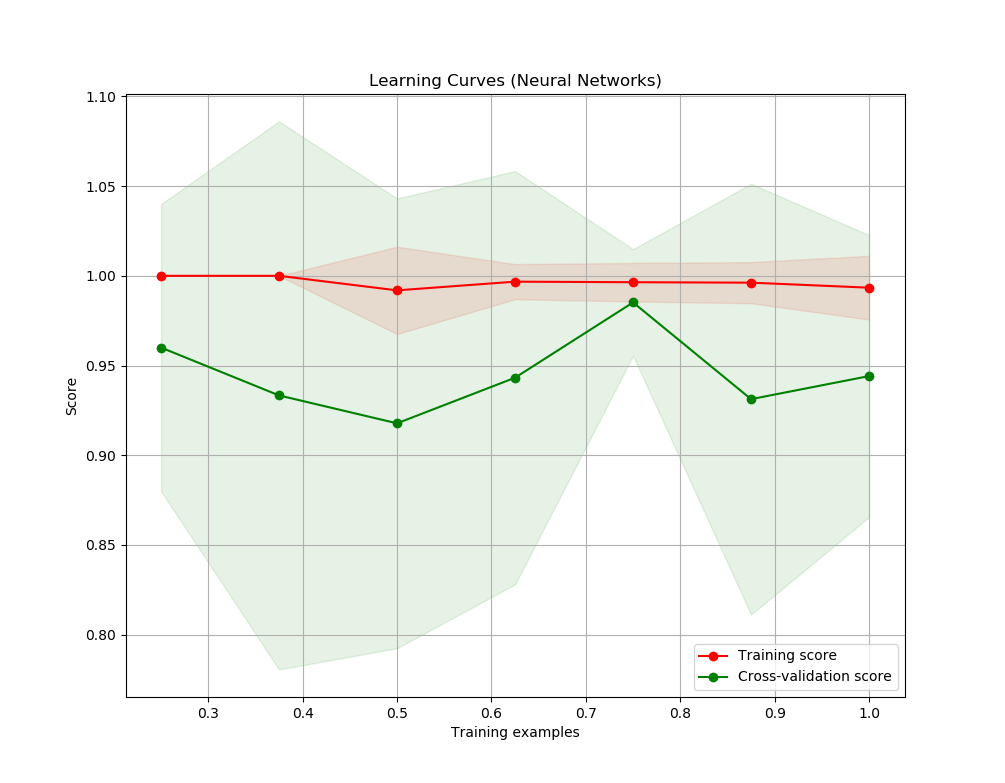 Learning Curves (Neural Networks)
1.10
1.05
1.00
0.95
0.90
0.85
0.80
Score
0.3 0.4 0.5 0.6 0.7 0.8 0.9 1.0
Training examples
Training score
Cross-validation score